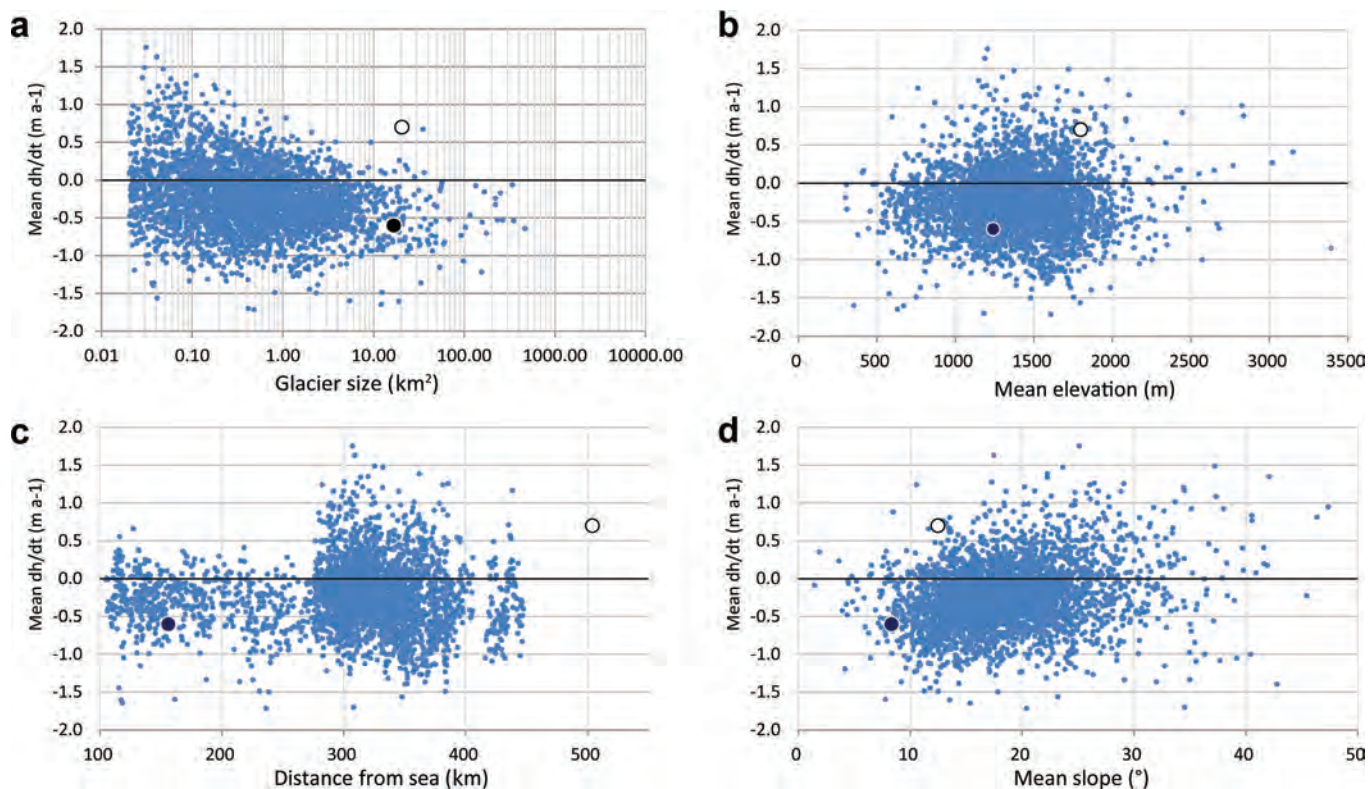 a
2.0
1.5
1.0
0.5
0.0
-0.5
-1.0
-1.5
-2.0
Mean dh/dt (m a-1)
0.01 0.10 1.00 10.00 100.00 1000.00 10000.00
Glacier size (km²)
b
2.0
1.5
1.0
0.5
0.0
-0.5
-1.0
-1.5
-2.0
Mean dh/dt (m a-1)
0 500 1000 1500 2000 2500 3000 3500
Mean elevation (m)
c
2.0
1.5
1.0
0.5
0.0
-0.5
-1.0
-1.5
-2.0
Mean dh/dt (m a-1)
100 200 300 400 500
Distance from sea (km)
d
2.0
1.5
1.0
0.5
0.0
-0.5
-1.0
-1.5
-2.0
Mean dh/dt (m a-1)
0 10 20 30 40 50
Mean slope (°)